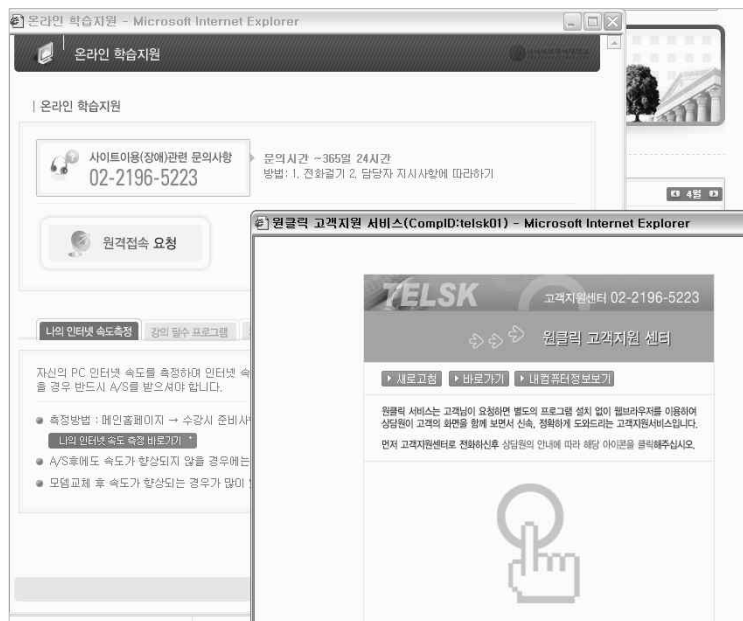 온라인 학습지원 - Microsoft Internet Explorer
온라인 학습지원
온라인 학습지원
사이트이용(장애)관련 문의사항
02-2196-5223
문의시간 -365일 24시간
방법: 1. 전화걸기 2, 담당자 지시사항에 따라하기
원격접속 요청
나의 인터넷 속도측정
강의 필수 프로그램
자신의 PC 인터넷 속도를 측정하여 인터넷 속
을 경우 반드시 A/S를 받으셔야 합니다.
측정방법 : 메인홈페이지 → 수강시 준비사
나의 인터넷 속도 측정 바로가기
A/S후에도 속도가 향상되지 않을 경우에는
모뎀교체 후 속도가 향상되는 경우가 많이
4월
원클릭 고객지원 서비스(CompID:telsk01) - Microsoft Internet Explorer
TELSK
고객지원센터 02-2196-5223
원클릭 고객지원 센터
새로고침
바로가기
내컴퓨터정보보기
원클릭 서비스는 고객님이 요청하면 별도의 프로그램 설치 없이 웹브라우저를 이용하여
상담원이 고객의 화면을 함께 보면서 신속, 정확하게 도와드리는 고객지원서비스입니다.
먼저 고객지원센터로 전화하신후 상담원의 안내에 따라 해당 아이콘을 클릭해주십시오.